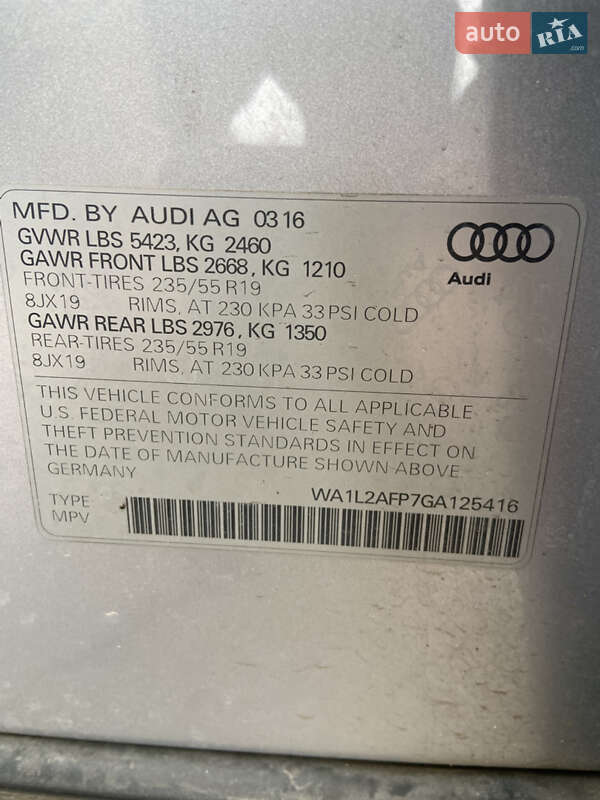 auto RIA.com
MFD. BY AUDI AG 03 16
GVWR LBS 5423, KG 2460
GAWR FRONT LBS 2668, KG 1210
FRONT-TIRES 235/55 R19
8JX19 RIMS, AT 230 KPA 33 PSI COLD
GAWR REAR LBS 2976, KG 1350
REAR-TIRES 235/55 R19
8JX19 RIMS, AT 230 KPA 33 PSI COLD
Audi
THIS VEHICLE CONFORMS TO ALL APPLICABLE
U.S. FEDERAL MOTOR VEHICLE SAFETY AND
THEFT PREVENTION STANDARDS IN EFFECT ON
THE DATE OF MANUFACTURE SHOWN ABOVE
GERMANY
WA1L2AFP7GA125416
TYPE
MPV